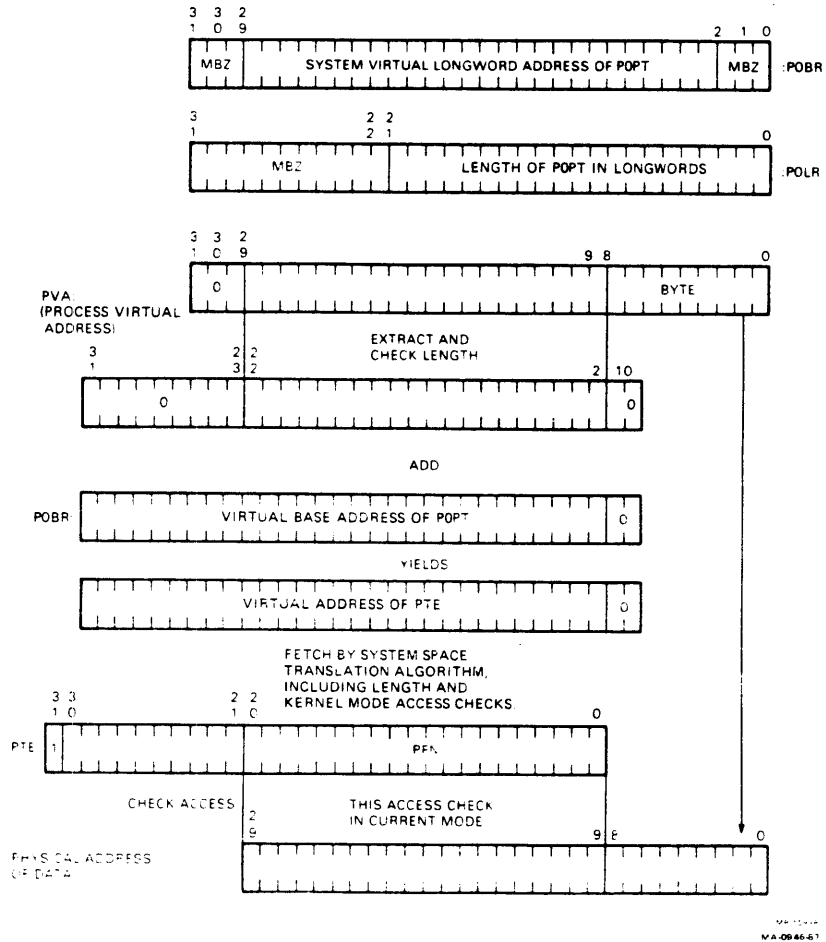 3 3 2
1 0 9 2 1 0
MBZ SYSTEM VIRTUAL LONGWORD ADDRESS OF P0PT MBZ :P0BR
3 2 2
1 2 1 0
MBZ LENGTH OF P0PT IN LONGWORDS :P0LR
3 3 2
1 0 9 9 8 0
0 BYTE
PVA:
(PROCESS VIRTUAL
ADDRESS)
EXTRACT AND
CHECK LENGTH
3 2 2
1 3 2 2 10
0 0
ADD
P0BR: VIRTUAL BASE ADDRESS OF P0PT 0
YIELDS
VIRTUAL ADDRESS OF PTE 0
FETCH BY SYSTEM SPACE
TRANSLATION ALGORITHM,
INCLUDING LENGTH AND
KERNEL MODE ACCESS CHECKS.
3 3 2 2
1 0 1 0 0
PTE 1 PFN
CHECK ACCESS
THIS ACCESS CHECK
IN CURRENT MODE
2
9 9 8 0
PHYSICAL ADDRESS
OF DATA
MA-0946-87